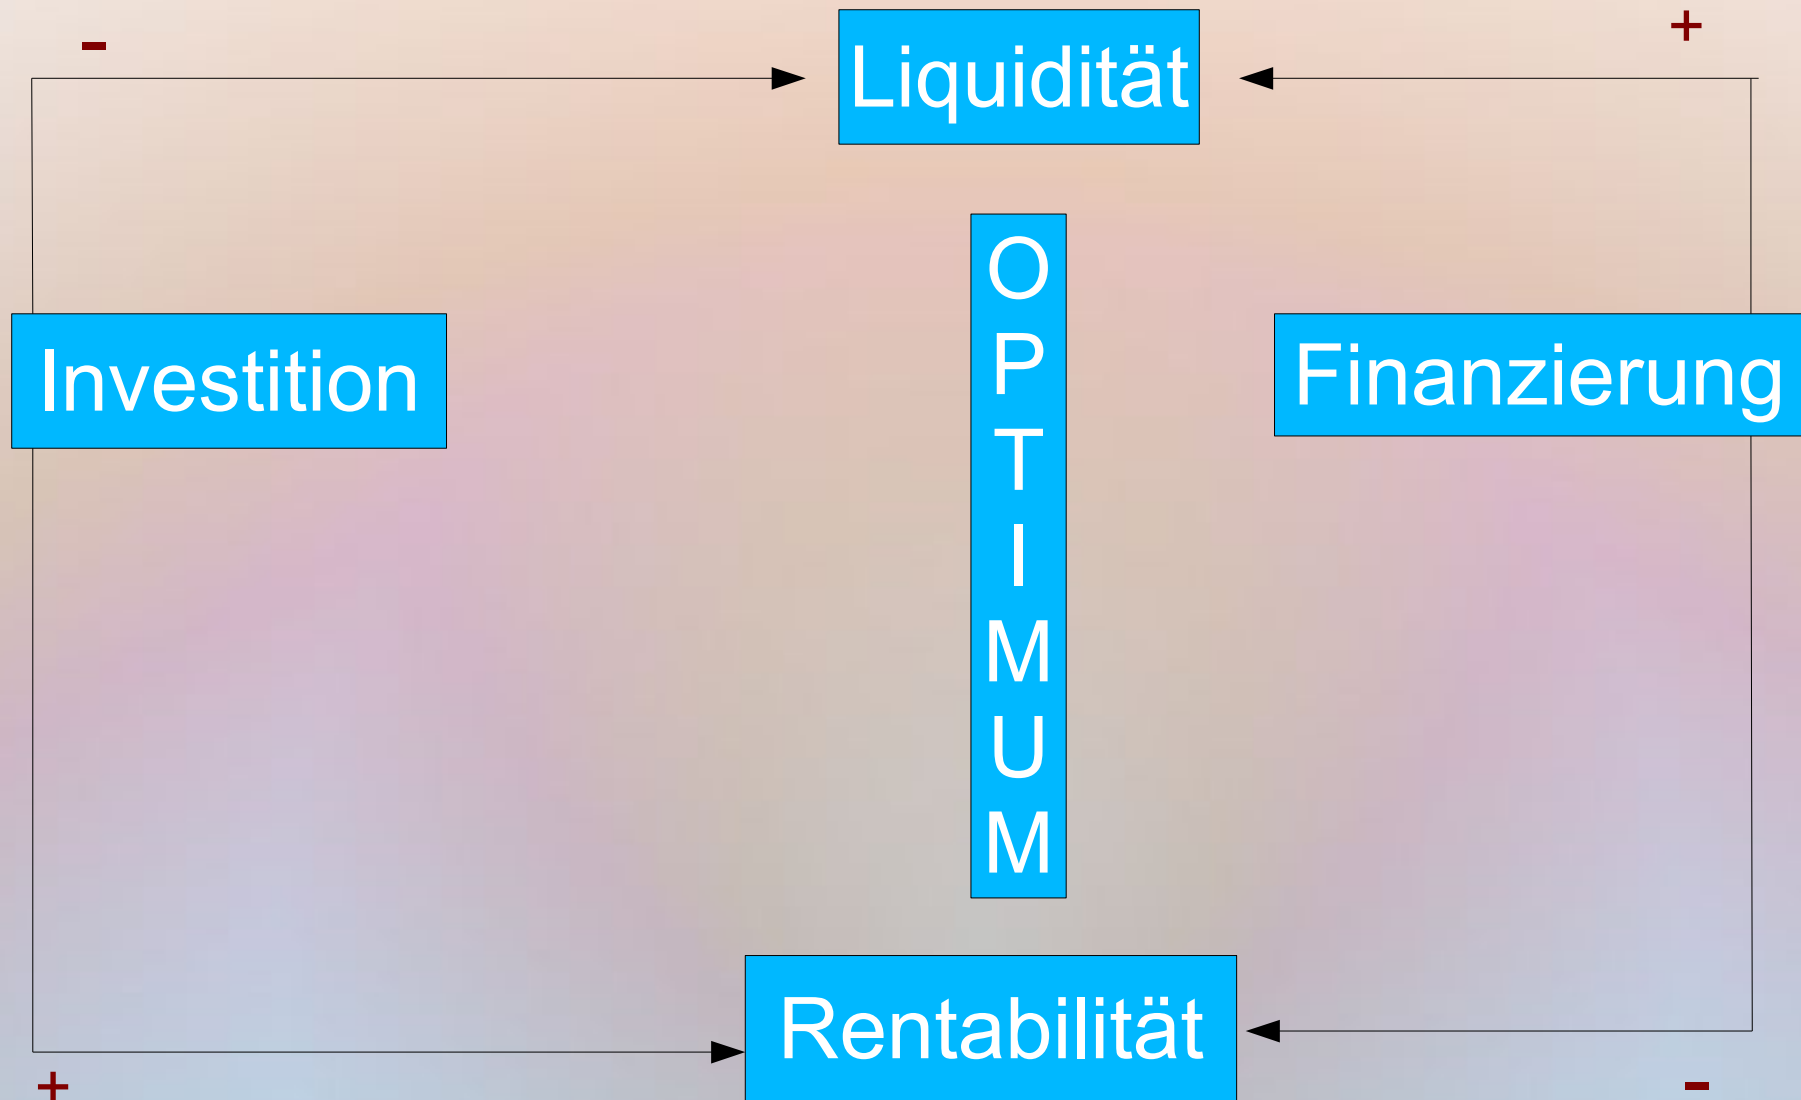 -
+
Liquidität
O
P
T
I
M
U
M
Investition
Finanzierung
Rentabilität
+
-